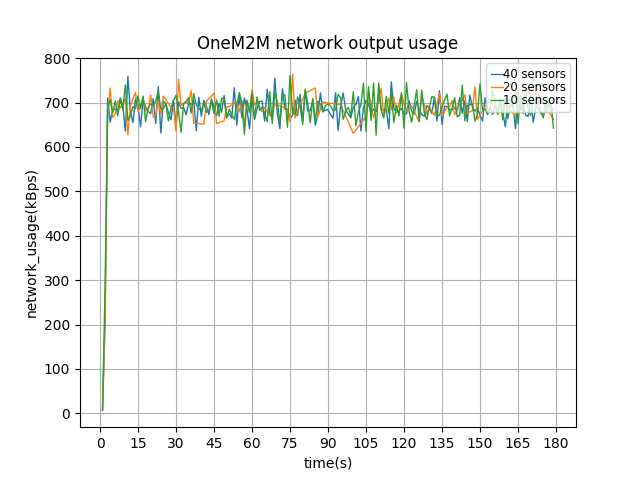 OneM2M network output usage
40 sensors
20 sensors
10 sensors
network_usage(kBps)
800
700
600
500
400
300
200
100
0
0 15 30 45 60 75 90 105 120 135 150 165 180
time(s)